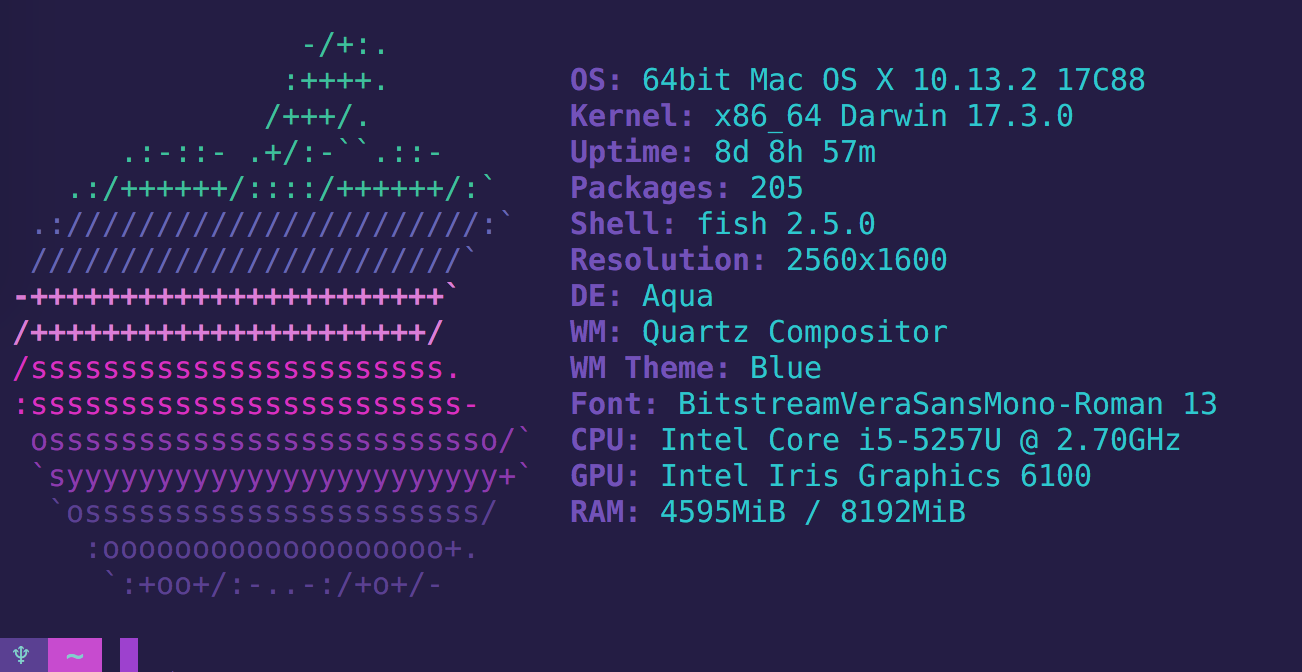 -/+:.
               :++++.          OS: 64bit Mac OS X 10.13.2 17C88
              /+++/.           Kernel: x86_64 Darwin 17.3.0
      .:-::- .+/:-``.::-       Uptime: 8d 8h 57m
   .:/++++++/::::/++++++/:`    Packages: 205
 .:///////////////////////:`   Shell: fish 2.5.0
 ////////////////////////`     Resolution: 2560x1600
-+++++++++++++++++++++++`      DE: Aqua
/++++++++++++++++++++++/       WM: Quartz Compositor
/sssssssssssssssssssssss.      WM Theme: Blue
:ssssssssssssssssssssssss-     Font: BitstreamVeraSansMono-Roman 13
 osssssssssssssssssssssssso/`  CPU: Intel Core i5-5257U @ 2.70GHz
 `syyyyyyyyyyyyyyyyyyyyyyyy+`  GPU: Intel Iris Graphics 6100
  `ossssssssssssssssssssss/    RAM: 4595MiB / 8192MiB
    :ooooooooooooooooooo+.
     `:+oo+/:-..-:/+o+/-
♆ ~